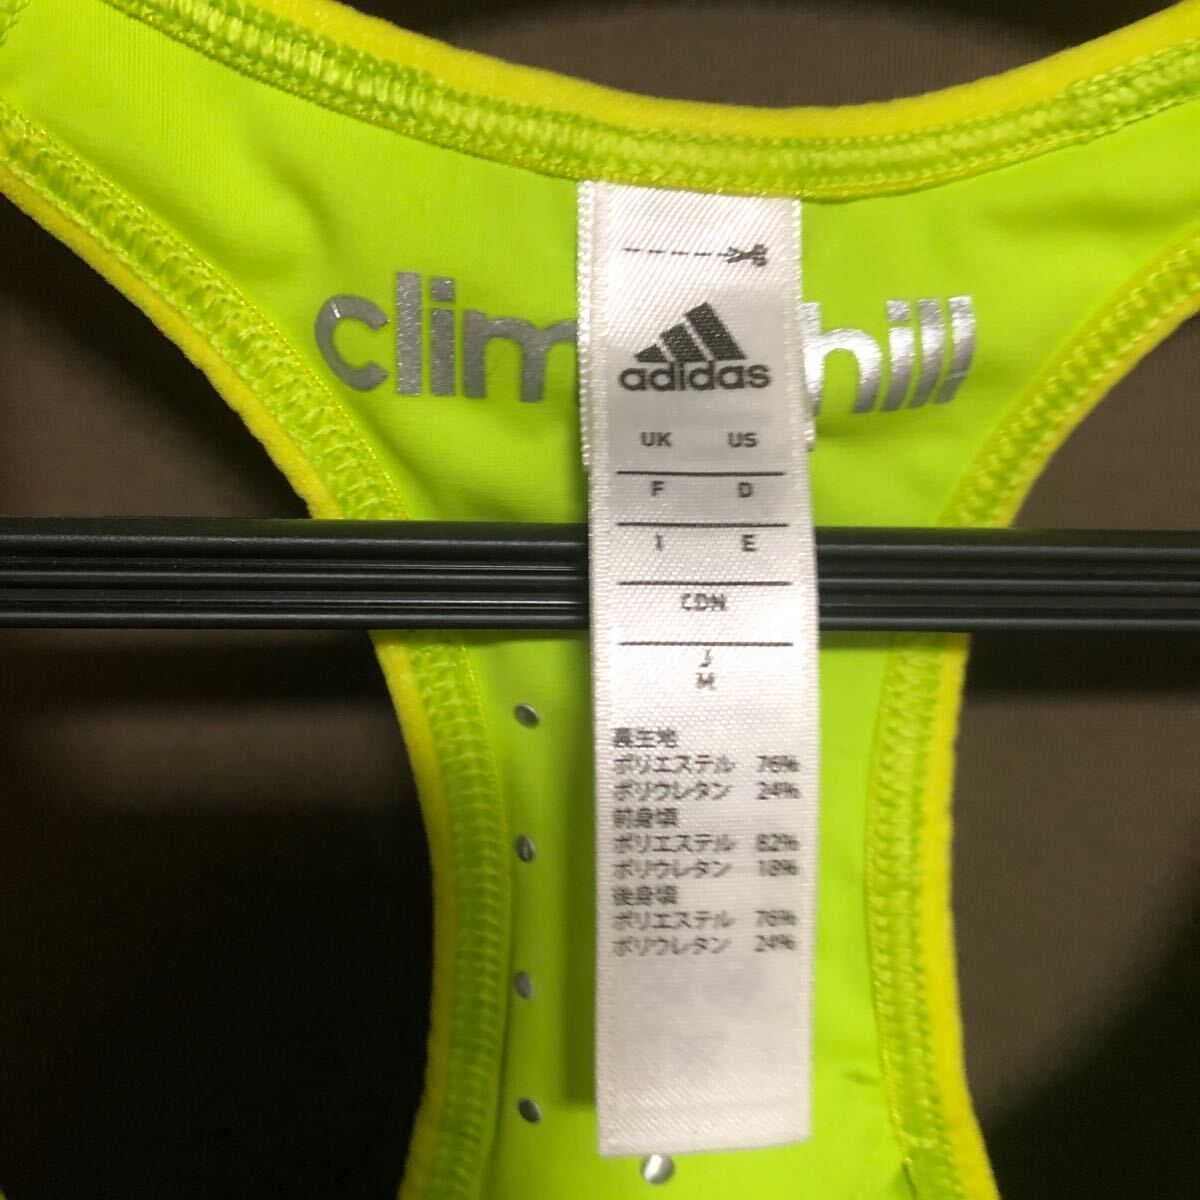 clim hill
adidas
UK US
F D
I E
CDN
J
M
裏生地
ポリエステル 76%
ポリウレタン 24%
前身頃
ポリエステル 82%
ポリウレタン 18%
後身頃
ポリエステル 76%
ポリウレタン 24%